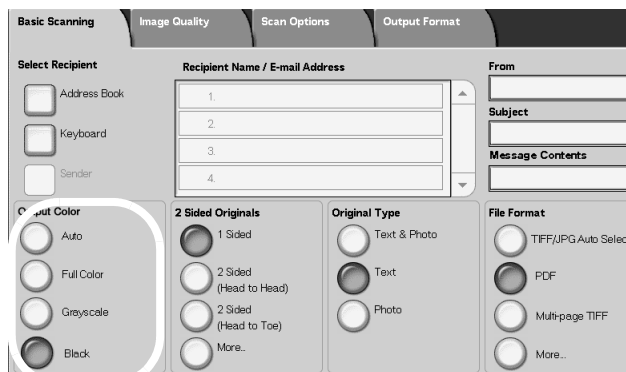 Basic Scanning
Image Quality
Scan Options
Output Format
Select Recipient
Recipient Name / E-mail Address
From
Address Book
1.
Keyboard
2.
Subject
3.
Message Contents
Sender
4.
Output Color
2 Sided Originals
Original Type
File Format
Auto
1 Sided
Text & Photo
TIFF/JPG Auto Selec
Full Color
2 Sided
(Head to Head)
Text
PDF
Grayscale
2 Sided
(Head to Toe)
Photo
Multi-page TIFF
Black
More..
More...